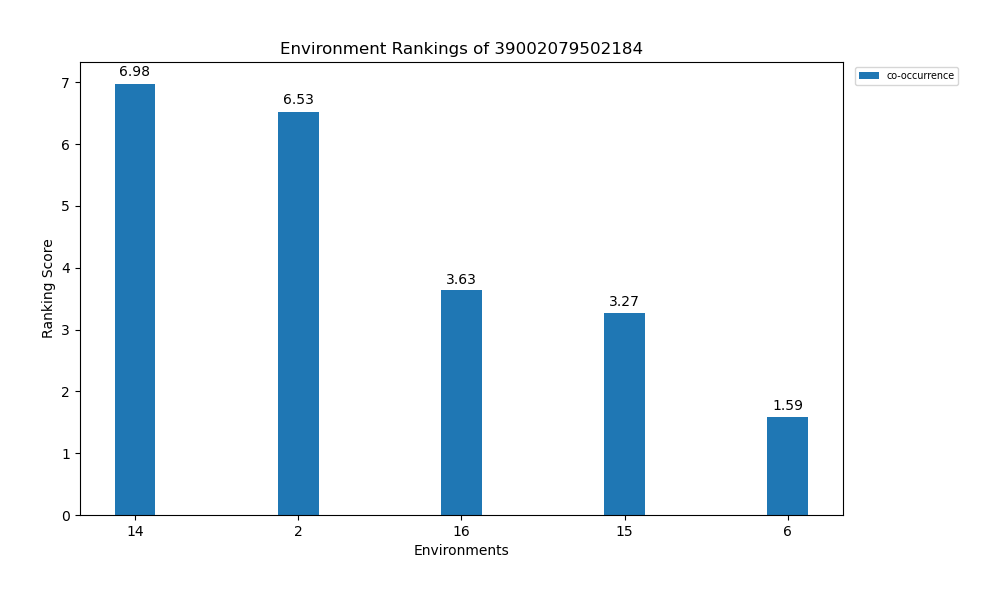 Environment Rankings of 39002079502184
co-occurrence
Ranking Score
7
6
5
4
3
2
1
0
6.98
6.53
3.63
3.27
1.59
14 2 16 15 6
Environments